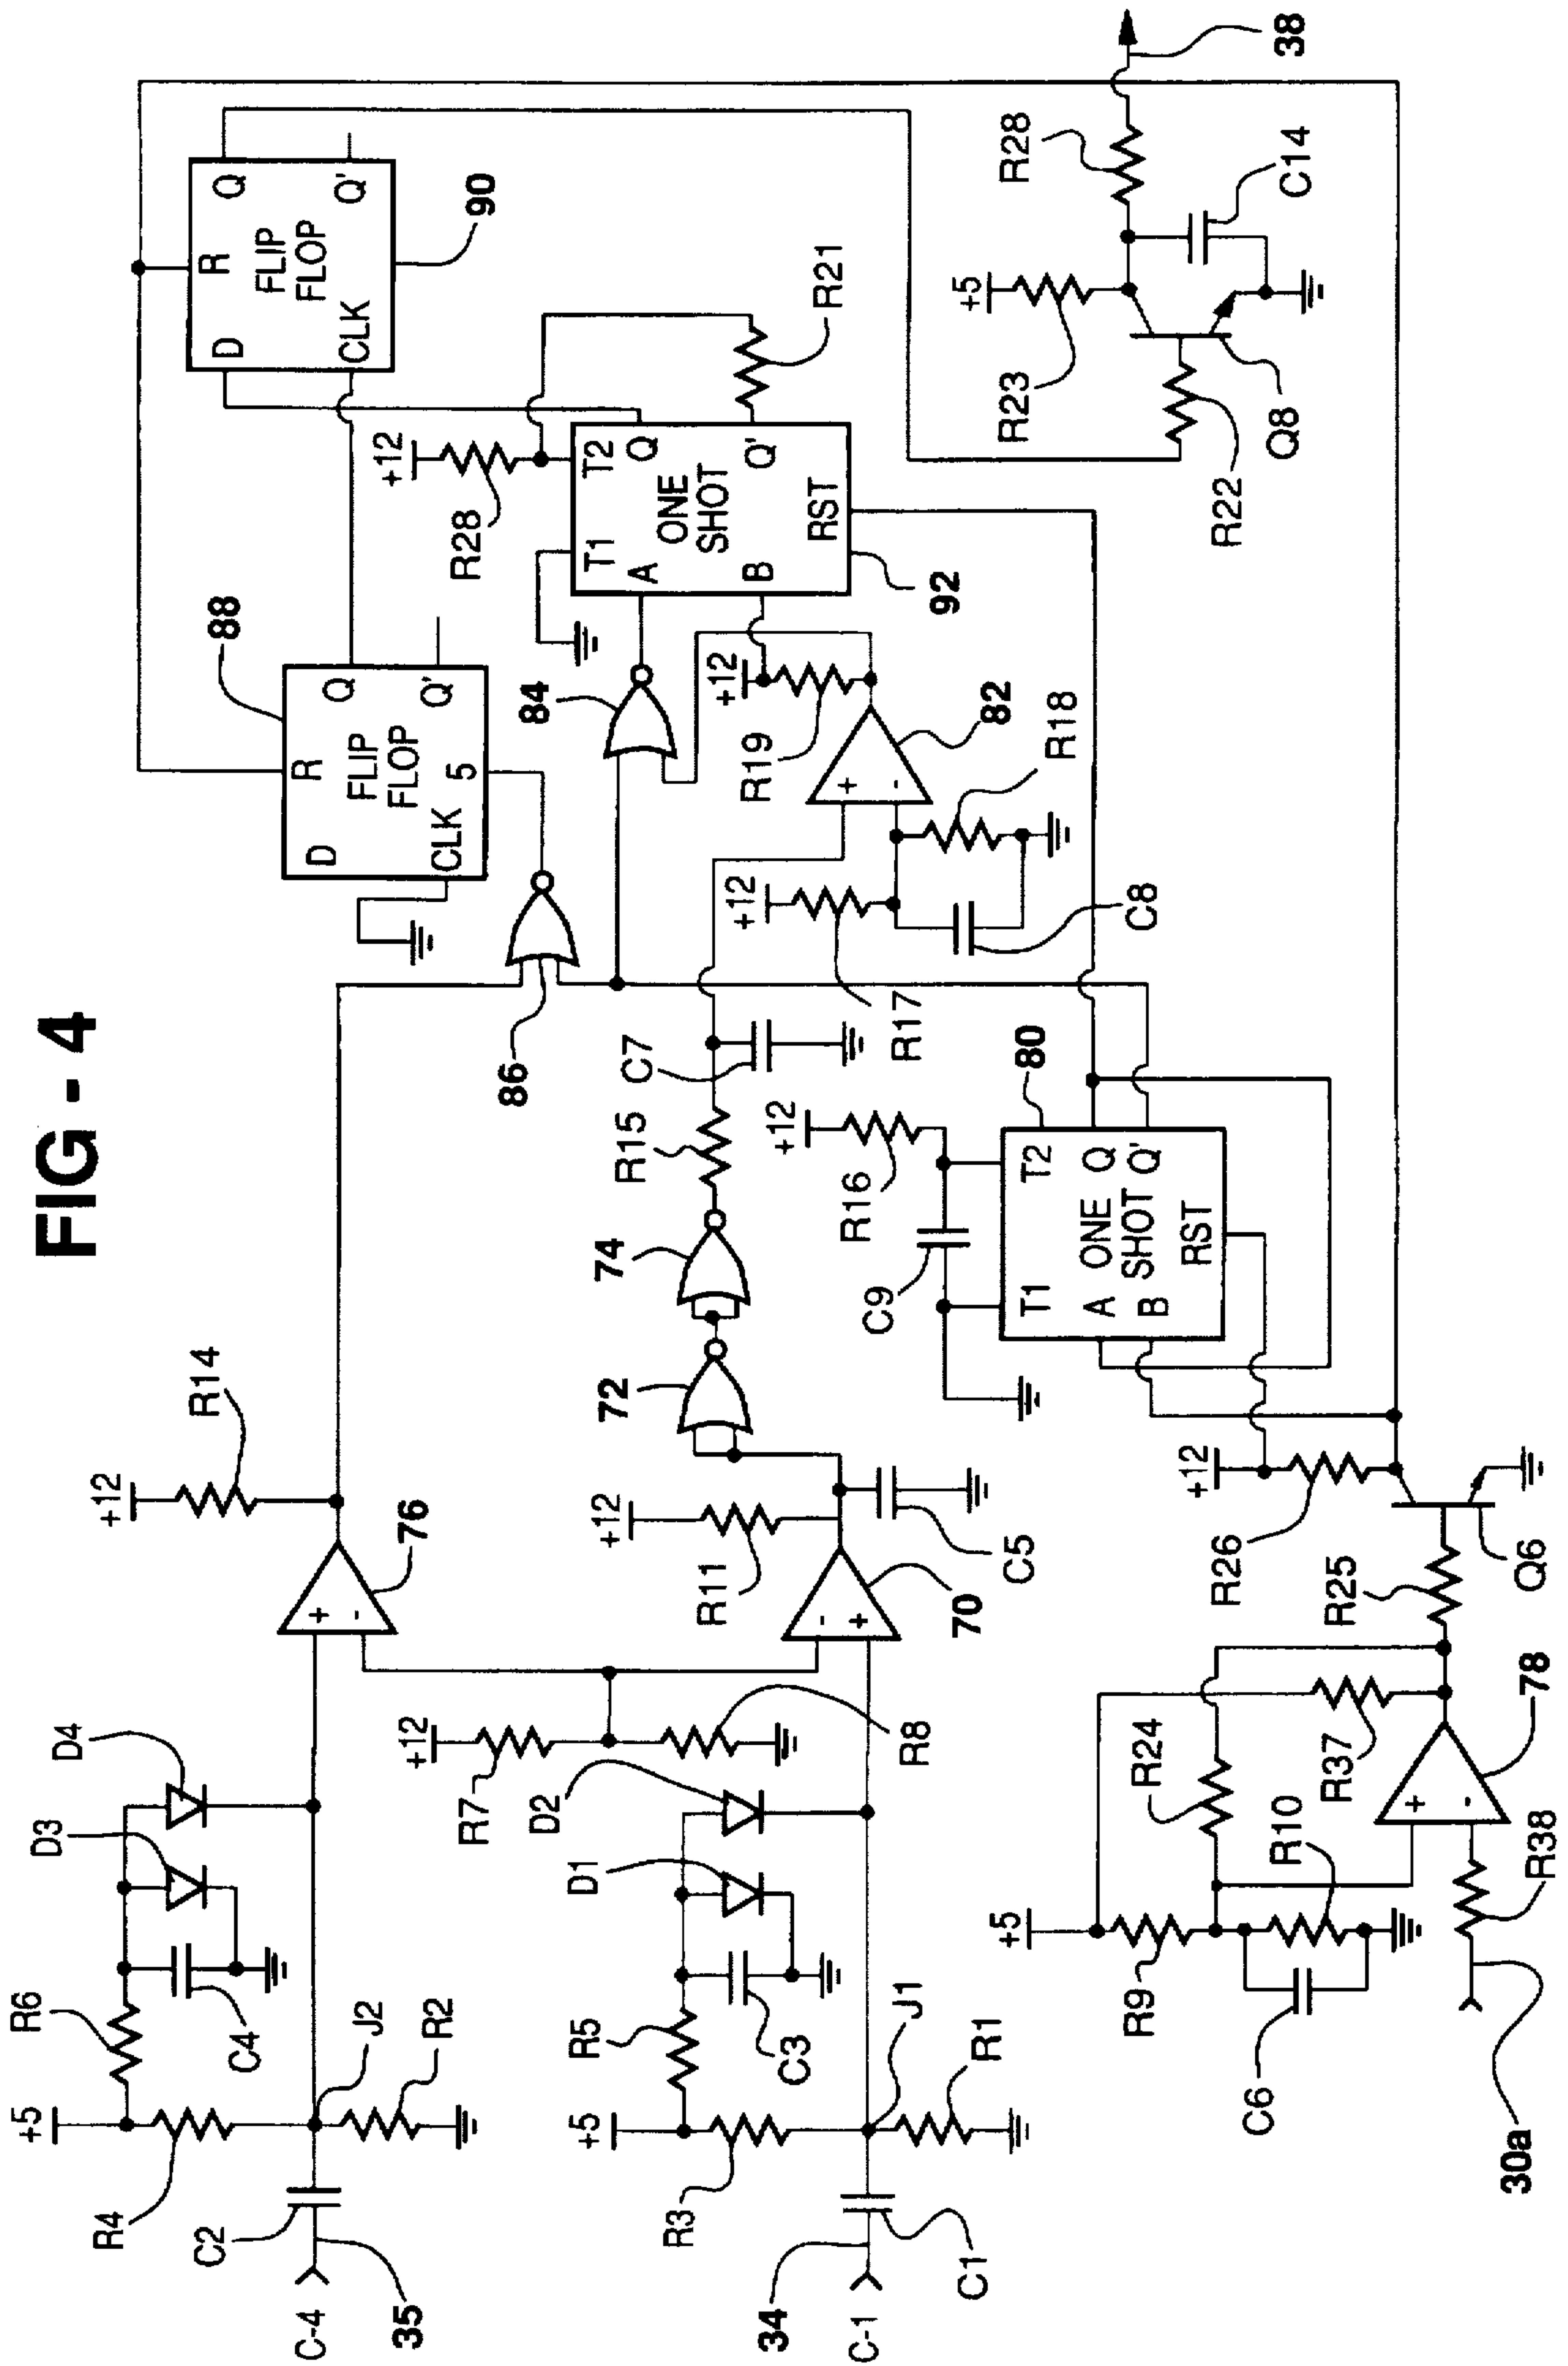 FIG - 4
+5
R6
D3
D4
+12
R14
R4
C4
C2
J2
R2
C-4
35
76
88
R
D
FLIP FLOP
Q
Q'
CLK
5
86
R
D
FLIP FLOP
Q
Q'
CLK
90
+5
R5
D1
D2
+12
R7
R8
R3
C3
J1
R1
34
C-1
C1
+12
R11
C5
70
72
74
R15
C7
+12
R17
C8
R18
82
R19
+12
84
+12
R28
T1
T2
A
ONE SHOT
Q
B
Q'
RST
92
R21
+12
R16
C9
80
T1
T2
A
ONE SHOT
Q
B
Q'
RST
+5
R9
R24
R10
R37
C6
30a
R38
78
R25
R26
+12
Q6
+5
R23
R22
Q8
C14
R28
38
+
-
-
+
+
-
+
-